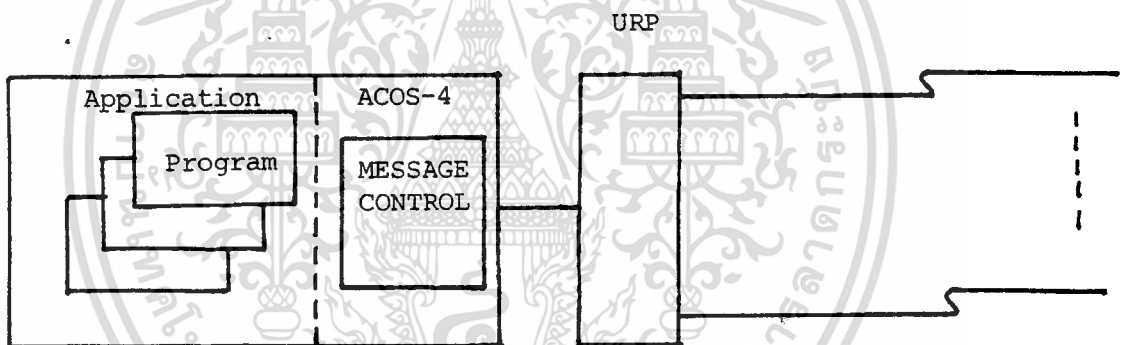 URP
Application
ACOS-4
Program
MESSAGE
CONTROL